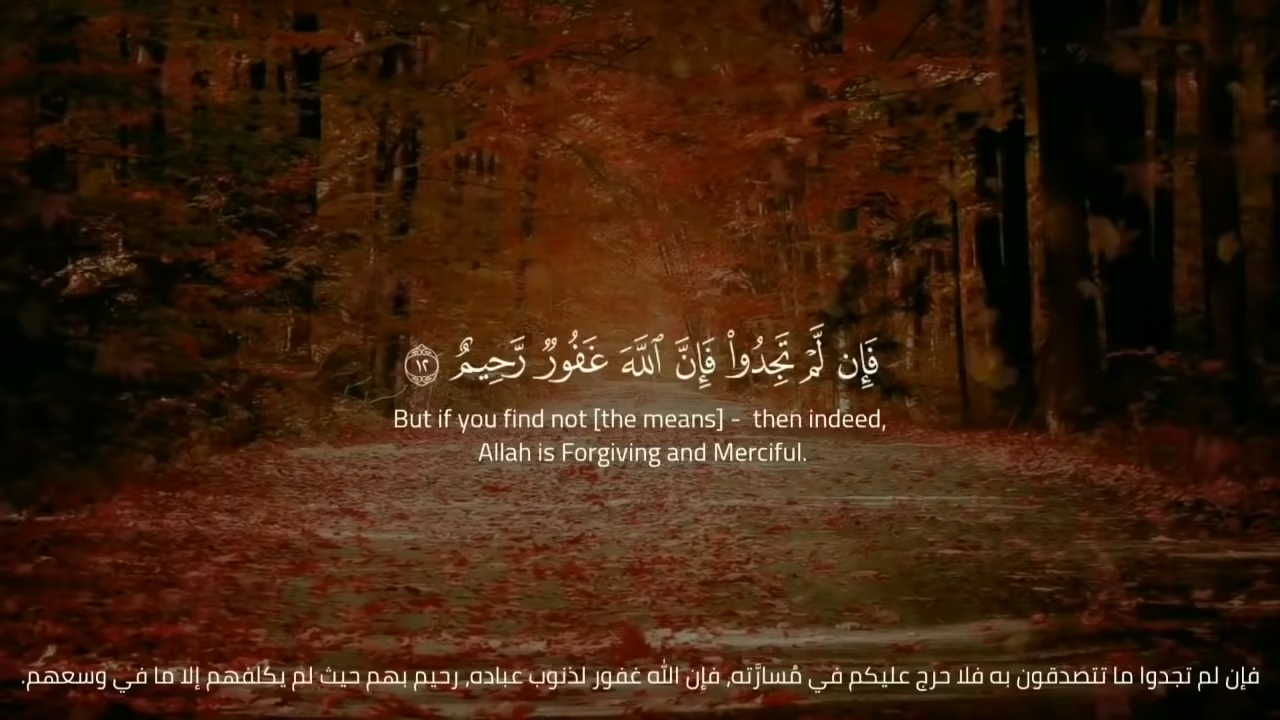 فَإِن لَّمْ تَجِدُوا۟ فَإِنَّ ٱللَّهَ غَفُورٌ رَّحِيمٌ ١٢
But if you find not [the means] - then indeed,
Allah is Forgiving and Merciful.
فإن لم تجدوا ما تتصدقون به فلا حرج عليكم في مُسارَّته, فإن الله غفور لذنوب عباده, رحيم بهم حيث لم يكلفهم إلا ما في وسعهم.